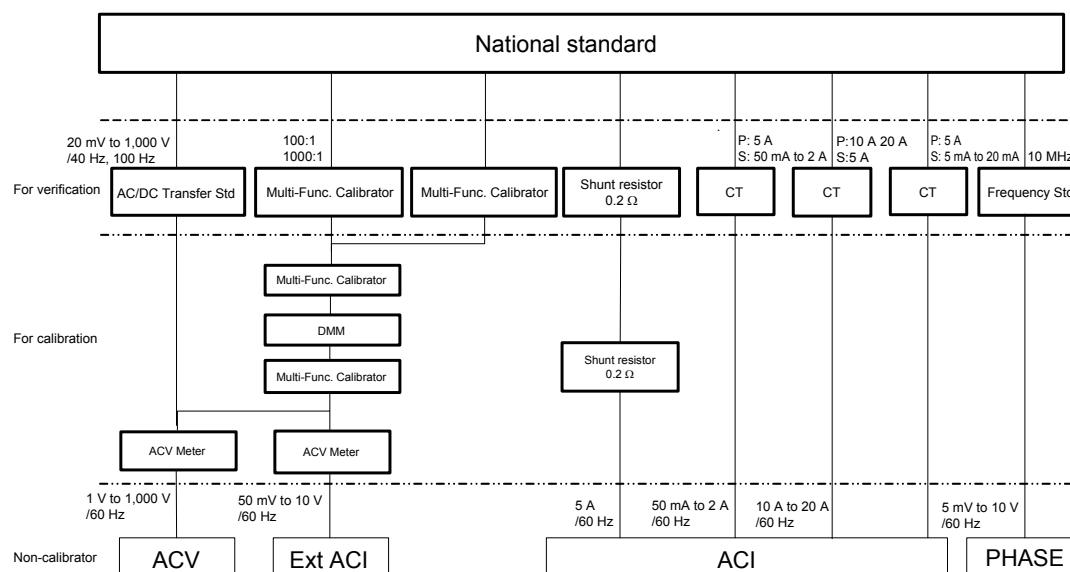 National standard
20 mV to 1,000 V
/40 Hz, 100 Hz
100:1
1000:1
P: 5 A
S: 50 mA to 2 A
P:10 A 20 A
S:5 A
P: 5 A
S: 5 mA to 20 mA
10 MHz
For verification
AC/DC Transfer Std
Multi-Func. Calibrator
Multi-Func. Calibrator
Shunt resistor
0.2 Ω
CT
CT
CT
Frequency Std
Multi-Func. Calibrator
For calibration
DMM
Multi-Func. Calibrator
Shunt resistor
0.2 Ω
ACV Meter
ACV Meter
1 V to 1,000 V
/60 Hz
50 mV to 10 V
/60 Hz
5 A
/60 Hz
50 mA to 2 A
/60 Hz
10 A to 20 A
/60 Hz
5 mV to 10 V
/60 Hz
Non-calibrator
ACV
Ext ACI
ACI
PHASE